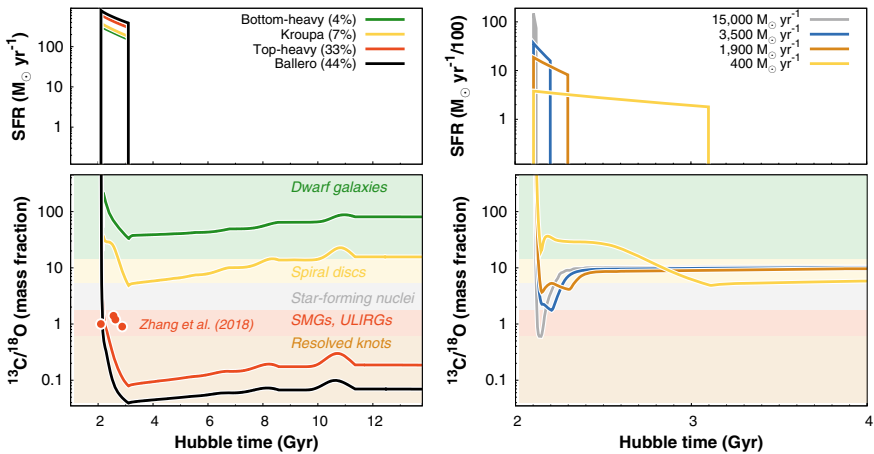 SFR (M☉ yr⁻¹)
100
10
1
Bottom-heavy (4%)
Kroupa (7%)
Top-heavy (33%)
Ballero (44%)
¹³C/¹⁸O (mass fraction)
100
10
1
0.1
Dwarf galaxies
Spiral discs
Star-forming nuclei
Zhang et al. (2018)
SMGs, ULIRGs
Resolved knots
2 4 6 8 10 12
Hubble time (Gyr)
SFR (M☉ yr⁻¹/100)
100
10
1
15,000 M☉ yr⁻¹
3,500 M☉ yr⁻¹
1,900 M☉ yr⁻¹
400 M☉ yr⁻¹
¹³C/¹⁸O (mass fraction)
100
10
1
0.1
2 3 4
Hubble time (Gyr)